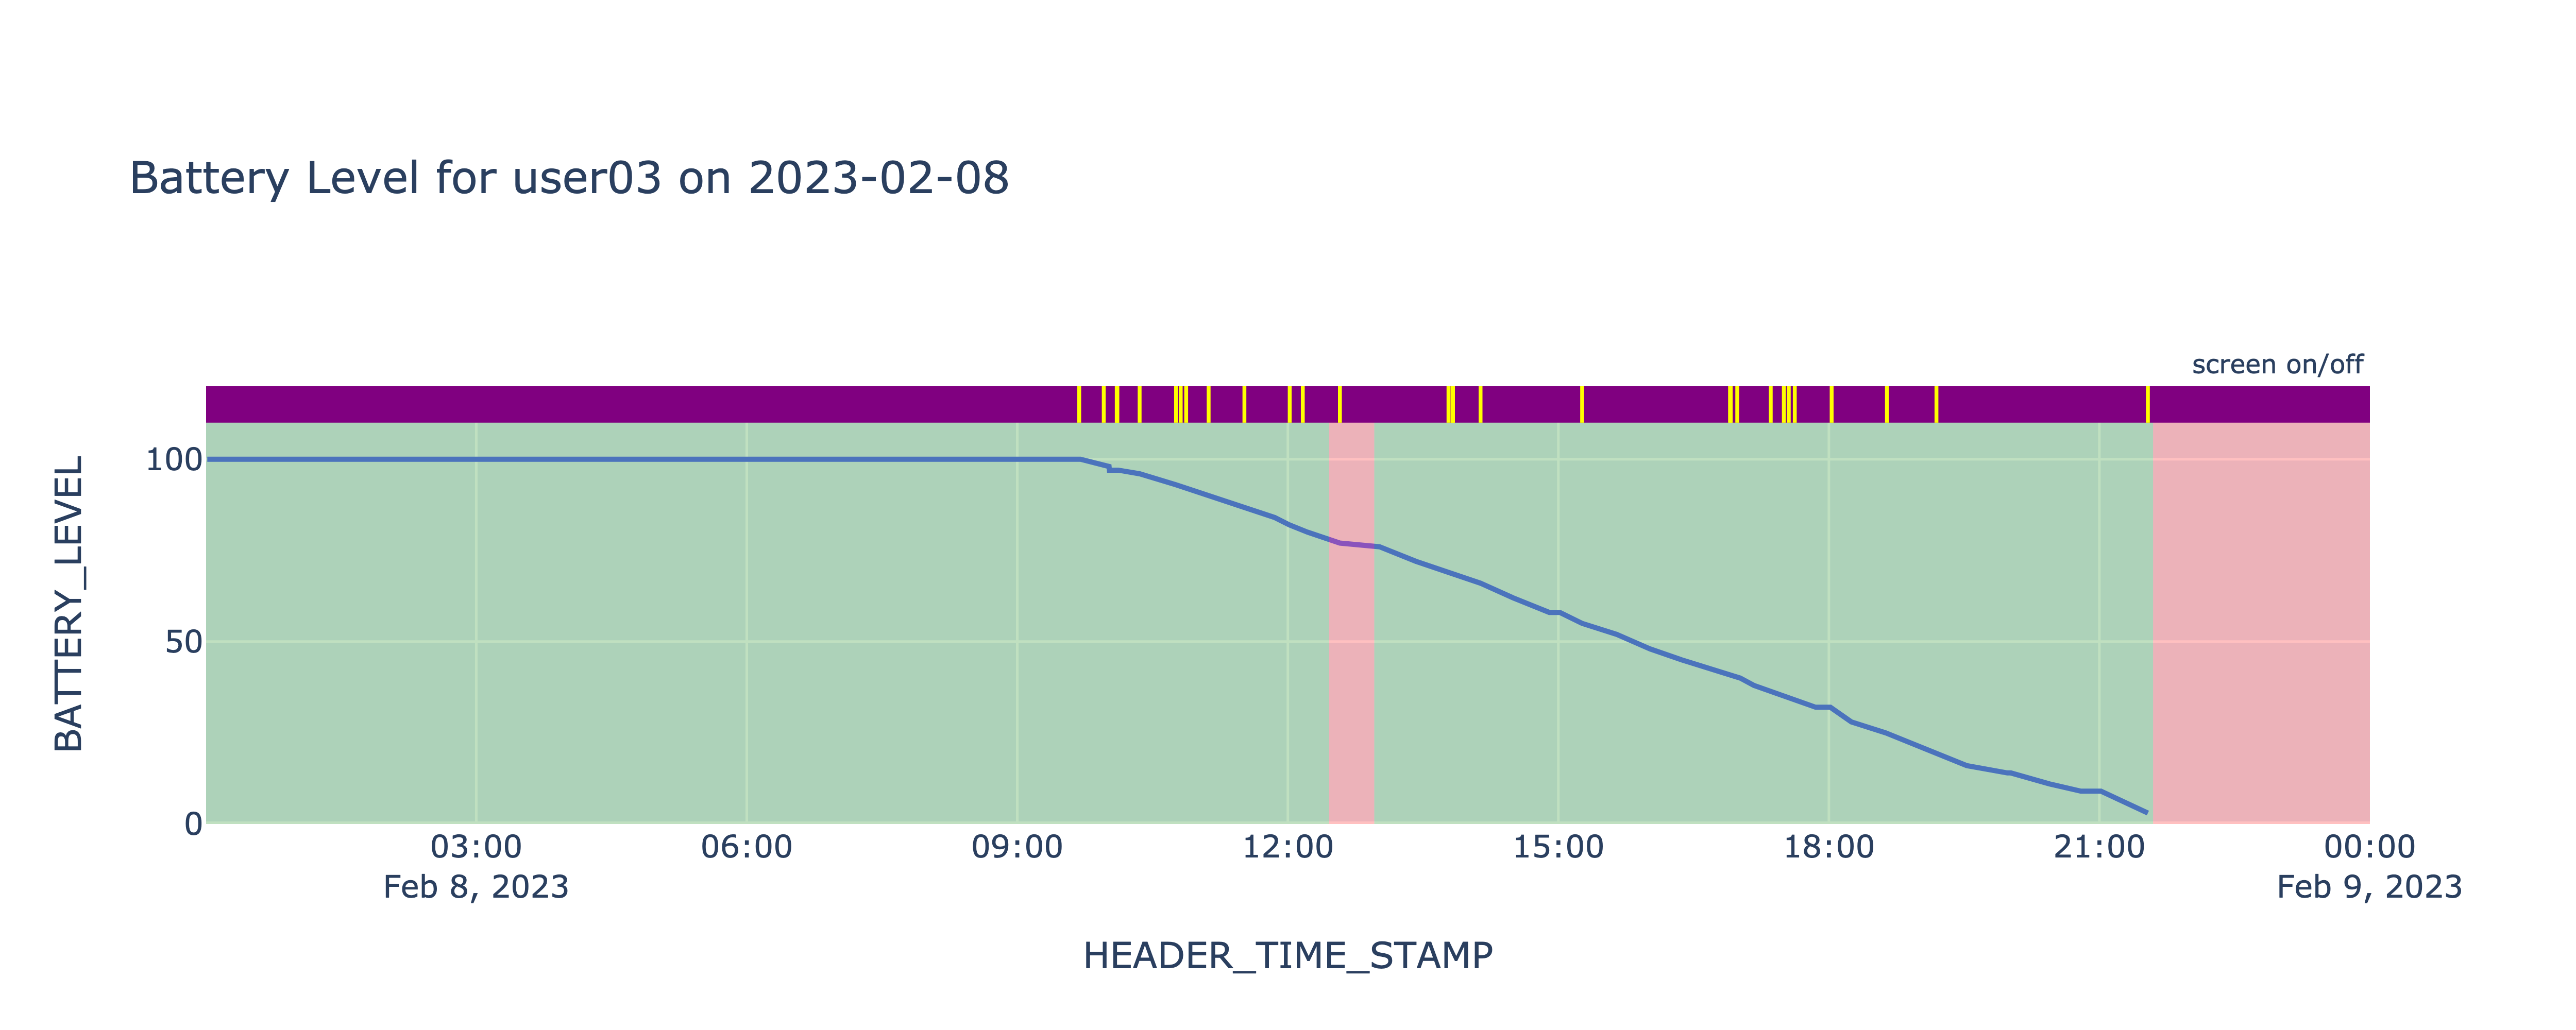 Battery Level for user03 on 2023-02-08
screen on/off
BATTERY_LEVEL
100
50
0
03:00 06:00 09:00 12:00 15:00 18:00 21:00 00:00
Feb 8, 2023 Feb 9, 2023
HEADER_TIME_STAMP